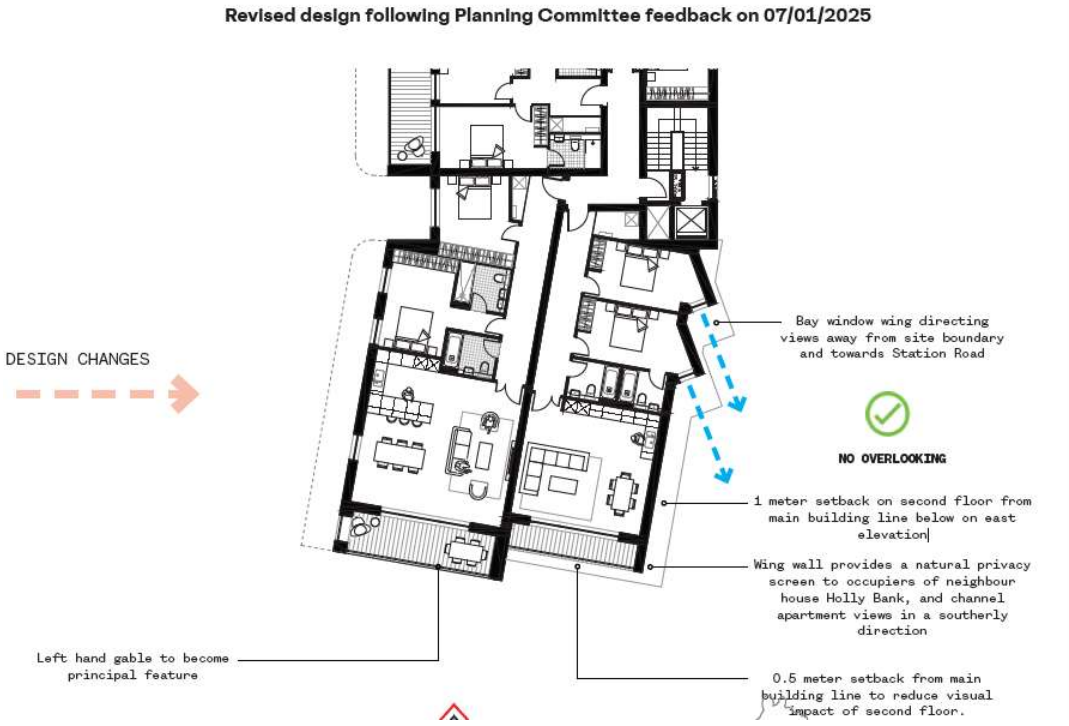 Revised design following Planning Committee feedback on 07/01/2025
DESIGN CHANGES
Bay window wing directing
views away from site boundary
and towards Station Road
NO OVERLOOKING
1 meter setback on second floor from
main building line below on east
elevation
Wing wall provides a natural privacy
screen to occupiers of neighbour
house Holly Bank, and channel
apartment views in a southerly
direction
Left hand gable to become
principal feature
0.5 meter setback from main
building line to reduce visual
impact of second floor.